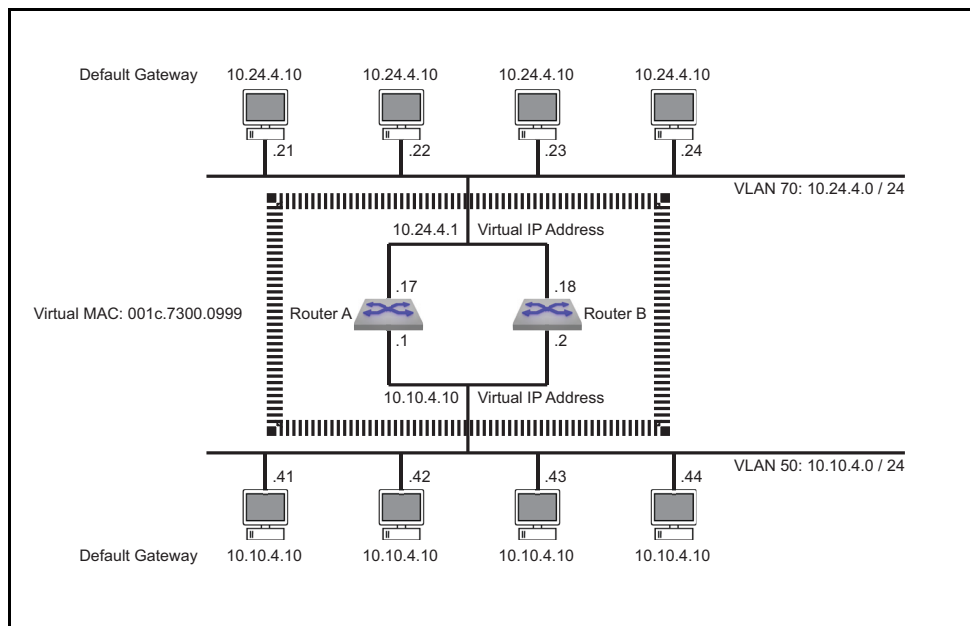 Default Gateway 10.24.4.10 10.24.4.10 10.24.4.10 10.24.4.10
.21 .22 .23 .24
VLAN 70: 10.24.4.0 / 24
10.24.4.1 Virtual IP Address
.17 .18
Virtual MAC: 001c.7300.0999 Router A Router B
.1 .2
10.10.4.10 Virtual IP Address
VLAN 50: 10.10.4.0 / 24
.41 .42 .43 .44
Default Gateway 10.10.4.10 10.10.4.10 10.10.4.10 10.10.4.10